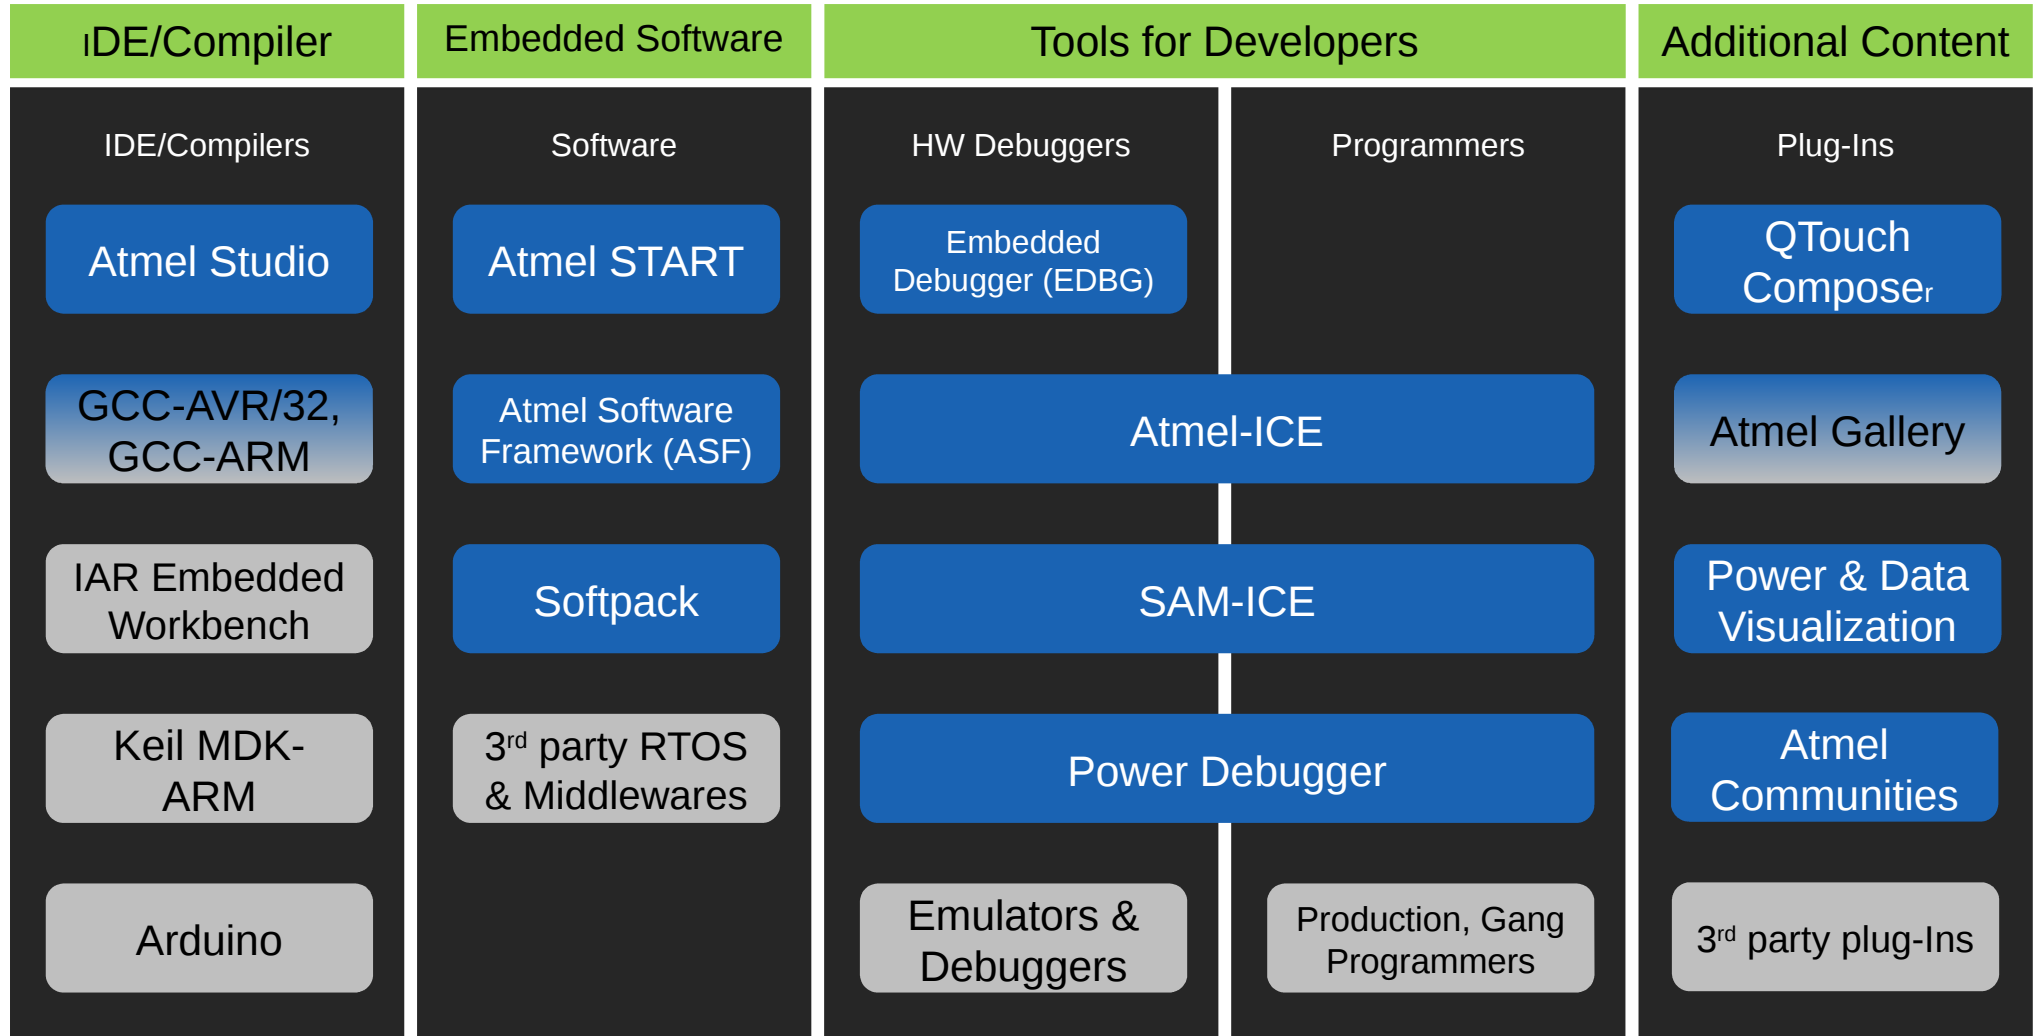 IDE/Compiler
Embedded Software
Tools for Developers
Additional Content
IDE/Compilers
Software
HW Debuggers
Programmers
Plug-Ins
Atmel Studio
Atmel START
Embedded
Debugger (EDBG)
QTouch
Composer
GCC-AVR/32,
GCC-ARM
Atmel Software
Framework (ASF)
Atmel-ICE
Atmel Gallery
IAR Embedded
Workbench
Softpack
SAM-ICE
Power & Data
Visualization
Keil MDK-
ARM
3rd party RTOS
& Middlewares
Power Debugger
Atmel
Communities
Arduino
Emulators &
Debuggers
Production, Gang
Programmers
3rd party plug-Ins